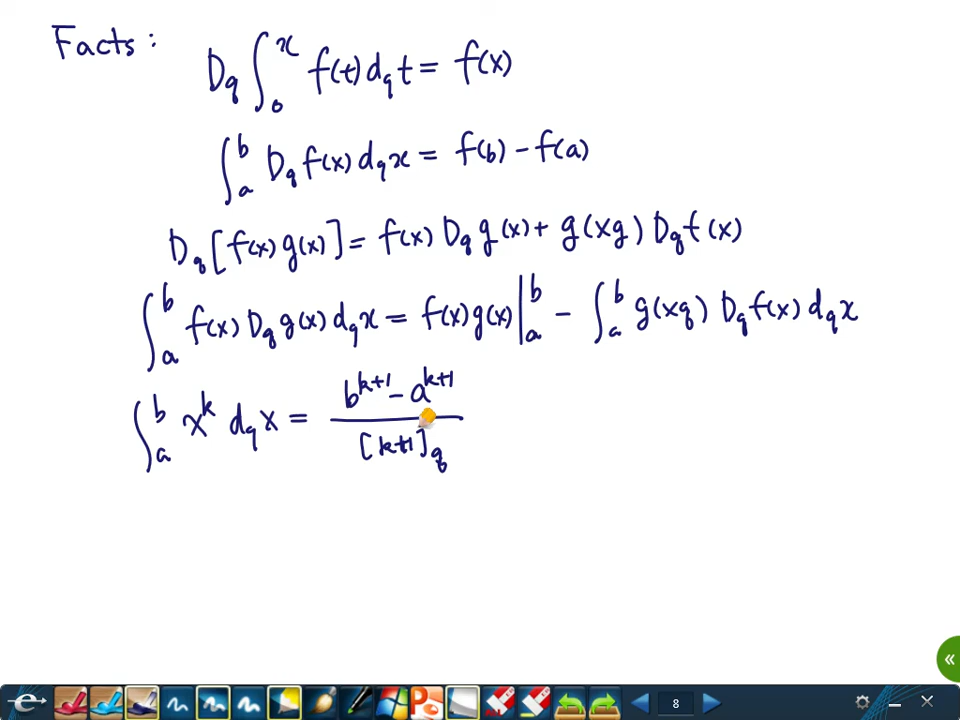 Facts : D_q ∫_0^x f(t) d_q t = f(x)
∫_a^b D_q f(x) d_q x = f(b) - f(a)
D_q [f(x) g(x)] = f(x) D_q g(x) + g(xq) D_q f(x)
∫_a^b f(x) D_q g(x) d_q x = f(x) g(x) |_a^b - ∫_a^b g(xq) D_q f(x) d_q x
∫_a^b x^k d_q x = (b^{k+1} - a^{k+1}) / [k+1]_q
8